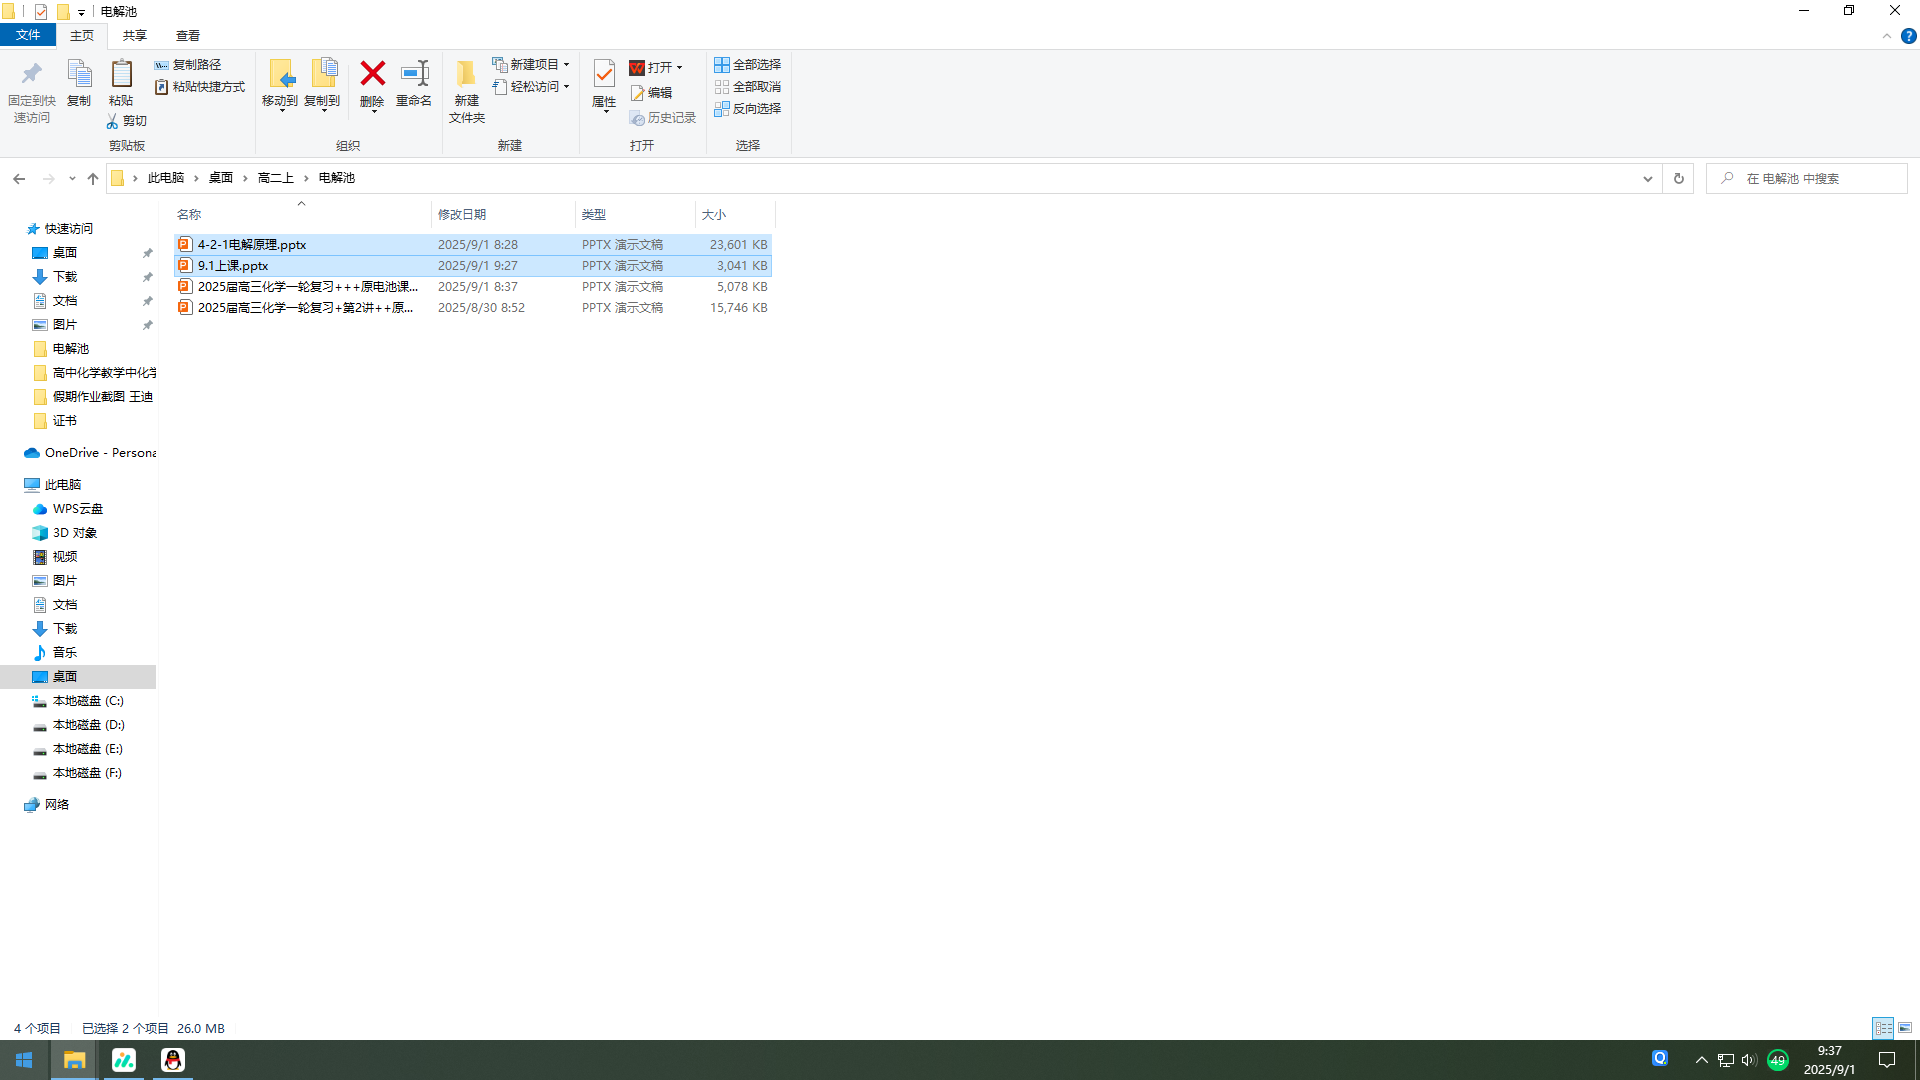 电解池
文件
主页
共享
查看
固定到快
速访问
复制
粘贴
复制路径
粘贴快捷方式
剪切
剪贴板
移动到
复制到
删除
重命名
组织
新建
文件夹
新建项目
轻松访问
新建
属性
打开
编辑
历史记录
打开
全部选择
全部取消
反向选择
选择
此电脑 › 桌面 › 高二上 › 电解池
在 电解池 中搜索
名称 修改日期 类型 大小
4-2-1电解原理.pptx 2025/9/1 8:28 PPTX 演示文稿 23,601 KB
9.1上课.pptx 2025/9/1 9:27 PPTX 演示文稿 3,041 KB
2025届高三化学一轮复习+++原电池课... 2025/9/1 8:37 PPTX 演示文稿 5,078 KB
2025届高三化学一轮复习+第2讲++原... 2025/8/30 8:52 PPTX 演示文稿 15,746 KB
快速访问
桌面
下载
文档
图片
电解池
高中化学教学中化学
假期作业截图 王迪
证书
OneDrive - Persona
此电脑
WPS云盘
3D 对象
视频
图片
文档
下载
音乐
桌面
本地磁盘 (C:)
本地磁盘 (D:)
本地磁盘 (E:)
本地磁盘 (F:)
网络
4 个项目 已选择 2 个项目 26.0 MB
49
9:37
2025/9/1